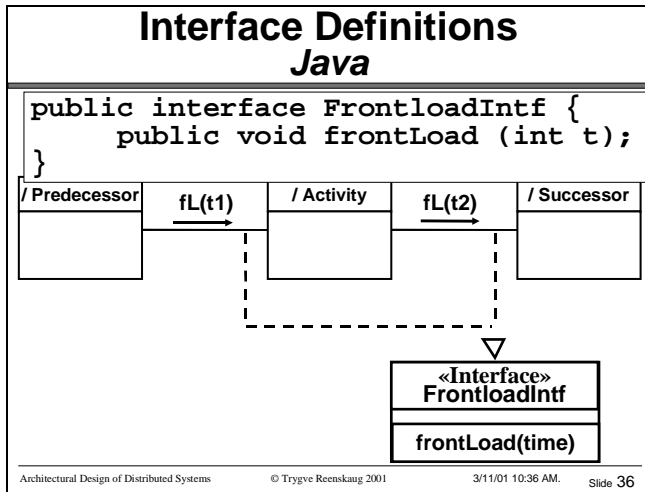 Interface Definitions
Java
public interface FrontloadIntf {
public void frontLoad (int t);
}
/ Predecessor
fL(t1)
/ Activity
fL(t2)
/ Successor
«Interface»
FrontloadIntf
frontLoad(time)
Architectural Design of Distributed Systems © Trygve Reenskaug 2001 3/11/01 10:36 AM. Slide 36